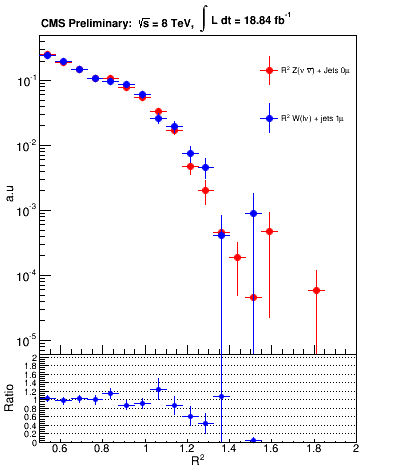 CMS Preliminary: √s = 8 TeV, ∫ L dt = 18.84 fb⁻¹
R² Z(ν ν̄) + Jets 0μ
R² W(lν) + jets 1μ
a.u
10⁻¹
10⁻²
10⁻³
10⁻⁴
10⁻⁵
Ratio
2
1.8
1.6
1.4
1.2
1
0.8
0.6
0.4
0.2
0
0.6 0.8 1 1.2 1.4 1.6 1.8 2
R²